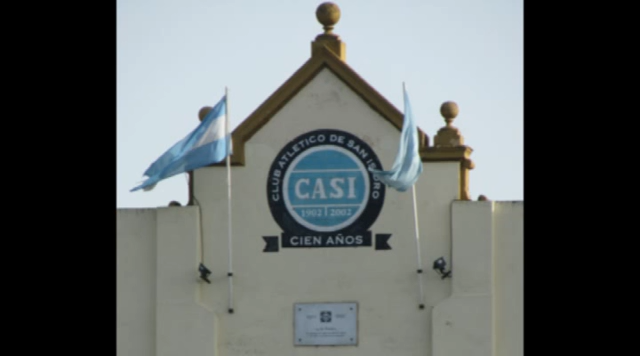 CLUB ATLETICO DE SAN ISIDRO
CASI
1902 2002
CIEN AÑOS